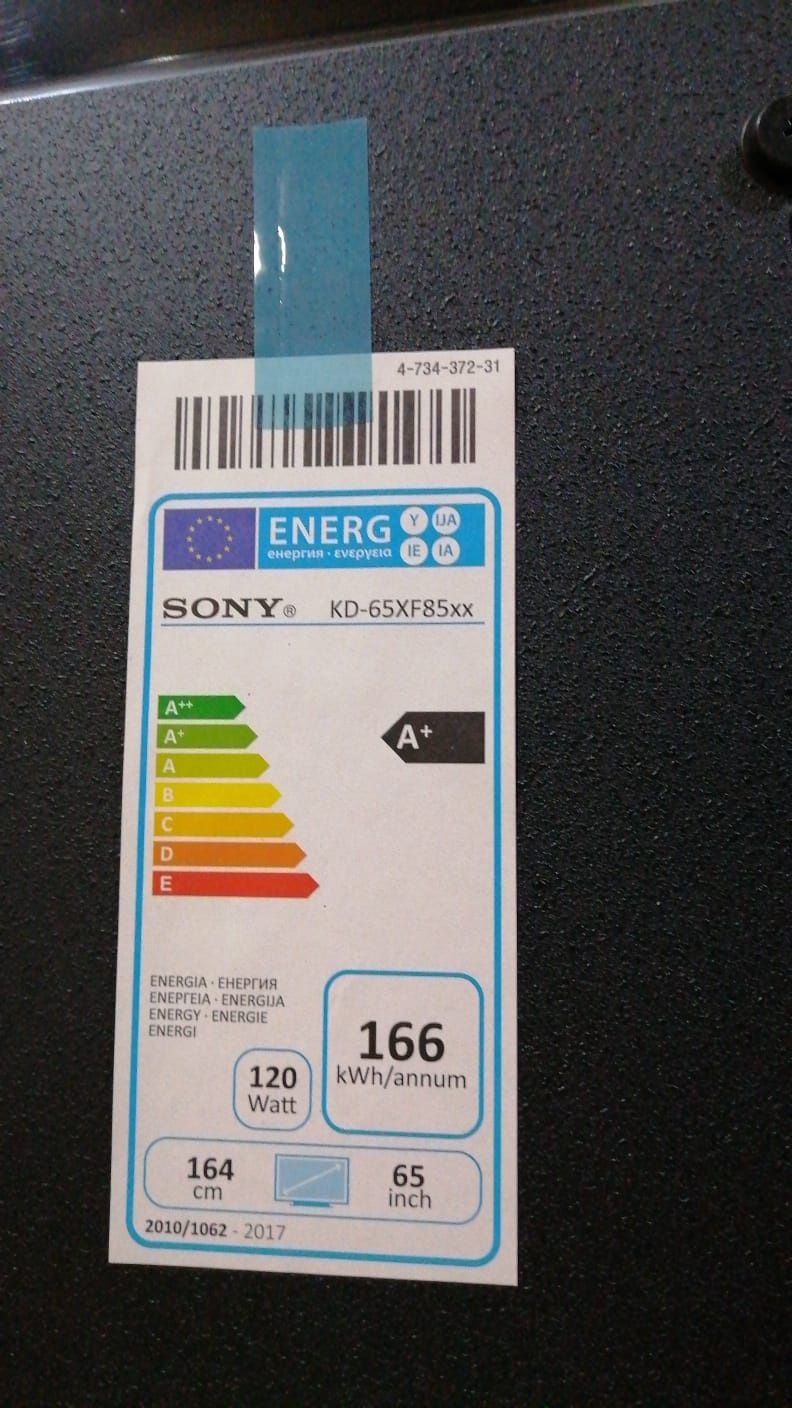 4-734-372-31
ENERG Y IJA
енергия · ενεργεια IE IA
SONY® KD-65XF85xx
A++
A+
A+
A
B
C
D
E
ENERGIA · ЕНЕРГИЯ
ΕΝΕΡΓΕΙΑ · ENERGIJA
ENERGY · ENERGIE
ENERGI
166
kWh/annum
120
Watt
164
cm
65
inch
2010/1062 - 2017